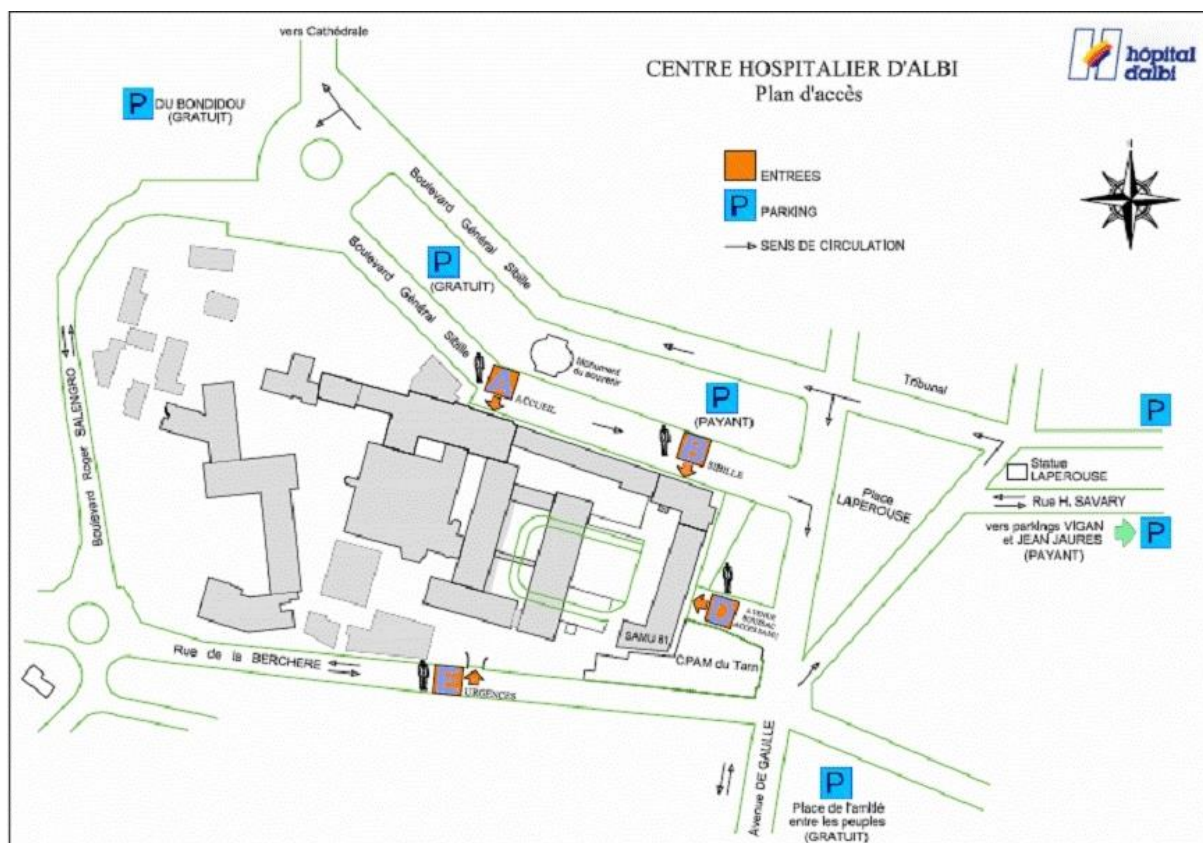 vers Cathédrale
CENTRE HOSPITALIER D'ALBI
Plan d'accès
hôpital
d'albi
P DU BONDIDOU
(GRATUIT)
N
ENTREES
P PARKING
SENS DE CIRCULATION
Boulevard Général Sibille
Boulevard Général Sibille
P
(GRATUIT)
Monument
du souvenir
Tribunal
A
ACCUEIL
P
(PAYANT)
B
SIBILLE
P
Statue
LAPEROUSE
Place
LAPEROUSE
Rue H. SAVARY
vers parkings VIGAN
et JEAN JAURES
(PAYANT)
P
Boulevard Roger SALENGRO
D
SAMU 81
CPAM du Tarn
Rue de la BERCHERE
E
URGENCES
Avenue DE GAULLE
P
Place de l'amitié
entre les peuples
(GRATUIT)